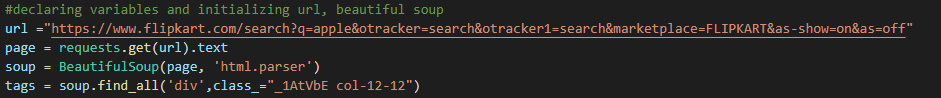 #declaring variables and initializing url, beautiful soup
url ="https://www.flipkart.com/search?q=apple&otracker=search&otracker1=search&marketplace=FLIPKART&as-show=on&as=off"
page = requests.get(url).text
soup = BeautifulSoup(page, 'html.parser')
tags = soup.find_all('div',class_="_1AtVbE col-12-12")